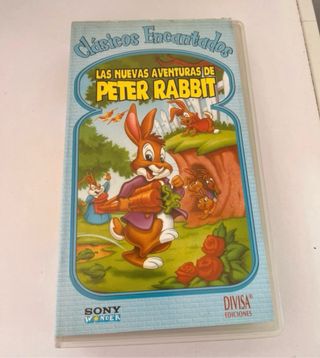 Clásicos Encantados
LAS NUEVAS AVENTURAS DE
PETER RABBIT
SONY
WONDER
DIVISA®
EDICIONES